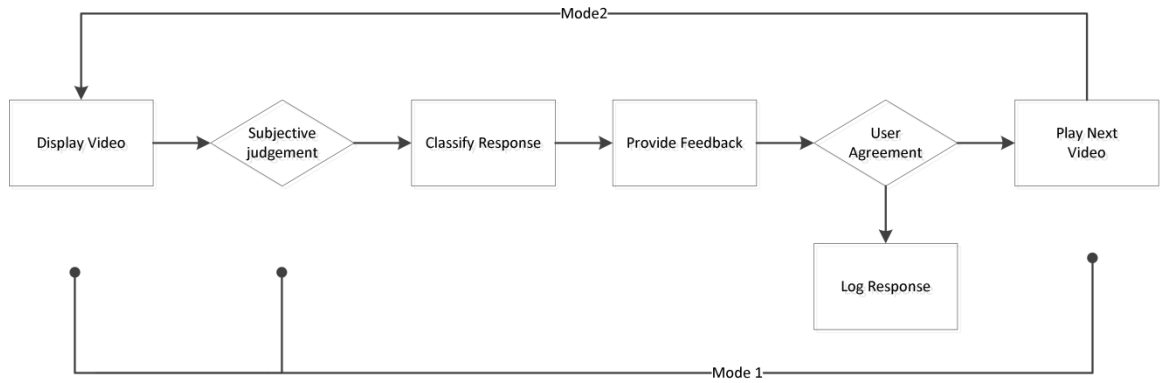 Mode2
Display Video
Subjective
judgement
Classify Response
Provide Feedback
User
Agreement
Play Next
Video
Log Response
Mode 1